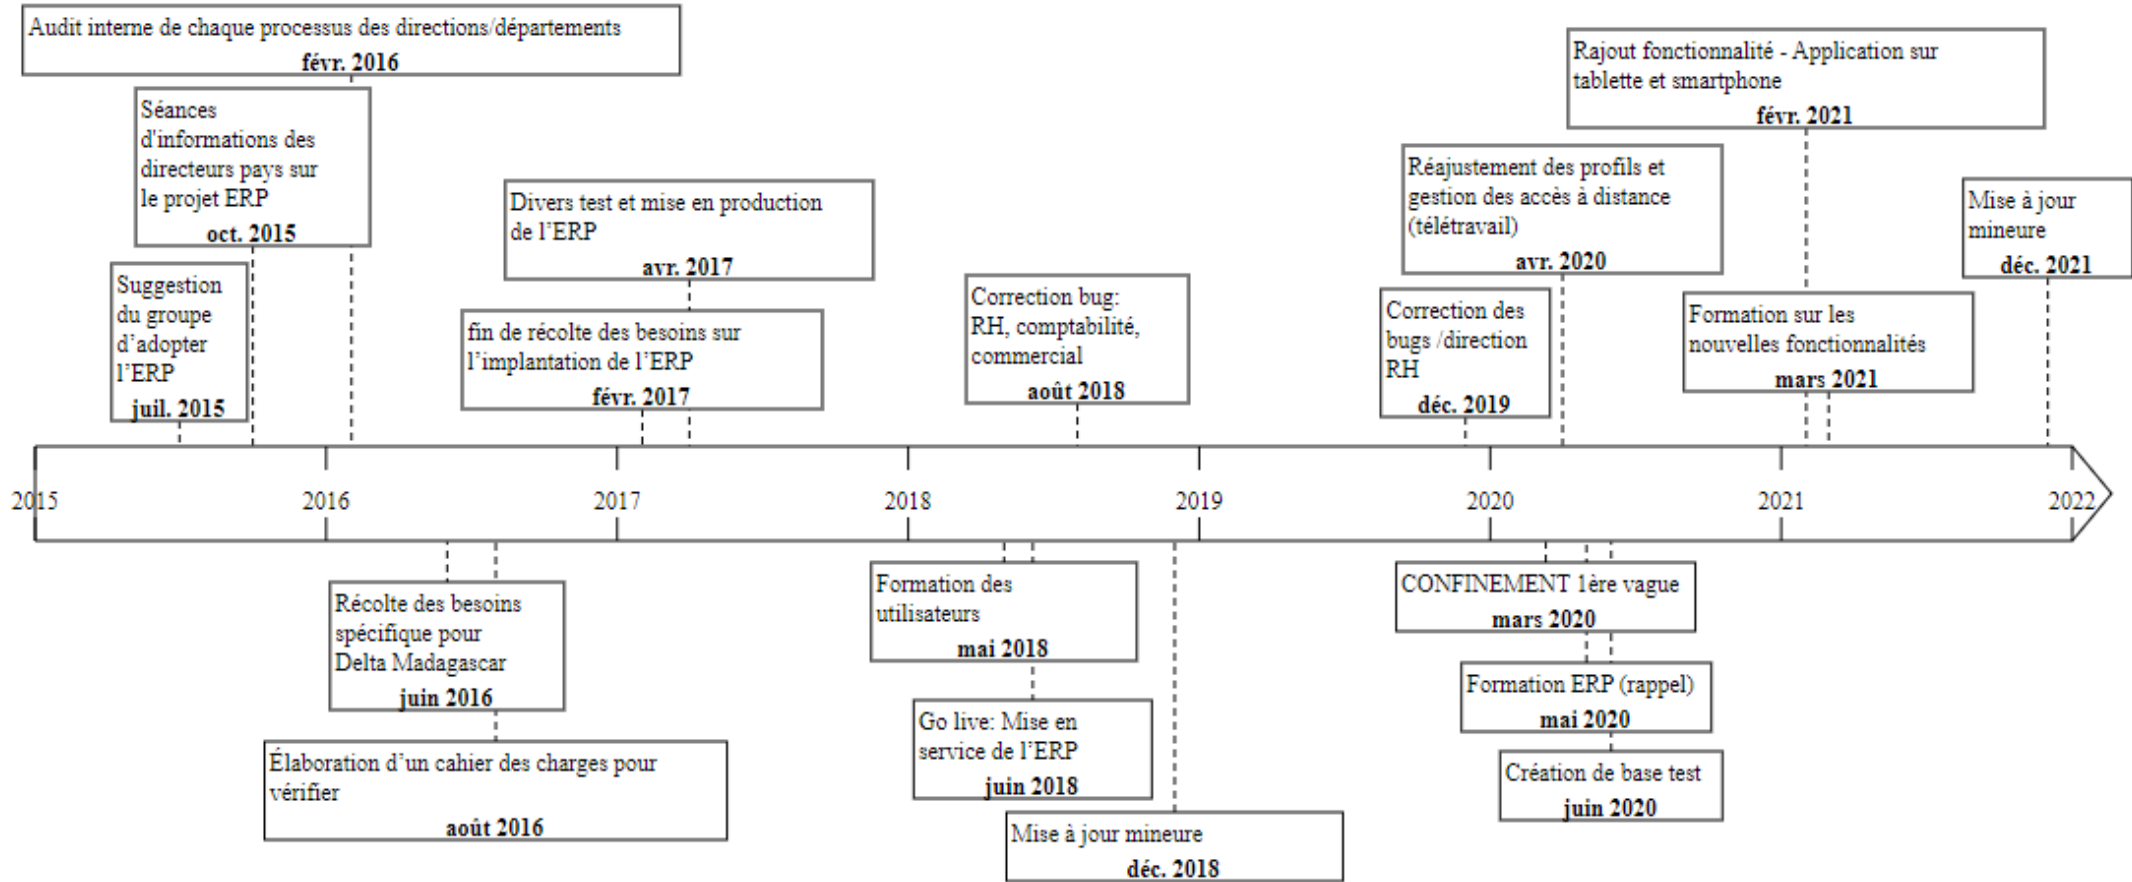 Audit interne de chaque processus des directions/départements
févr. 2016
Séances
d'informations des
directeurs pays sur
le projet ERP
oct. 2015
Suggestion
du groupe
d’adopter
l’ERP
juil. 2015
Divers test et mise en production
de l’ERP
avr. 2017
fin de récolte des besoins sur
l’implantation de l’ERP
févr. 2017
Correction bug:
RH, comptabilité,
commercial
août 2018
Rajout fonctionnalité - Application sur
tablette et smartphone
févr. 2021
Réajustement des profils et
gestion des accès à distance
(télétravail)
avr. 2020
Correction des
bugs /direction
RH
déc. 2019
Formation sur les
nouvelles fonctionnalités
mars 2021
Mise à jour
mineure
déc. 2021
2015
2016
2017
2018
2019
2020
2021
2022
Récolte des besoins
spécifique pour
Delta Madagascar
juin 2016
Élaboration d’un cahier des charges pour
vérifier
août 2016
Formation des
utilisateurs
mai 2018
Go live: Mise en
service de l’ERP
juin 2018
Mise à jour mineure
déc. 2018
CONFINEMENT 1ère vague
mars 2020
Formation ERP (rappel)
mai 2020
Création de base test
juin 2020